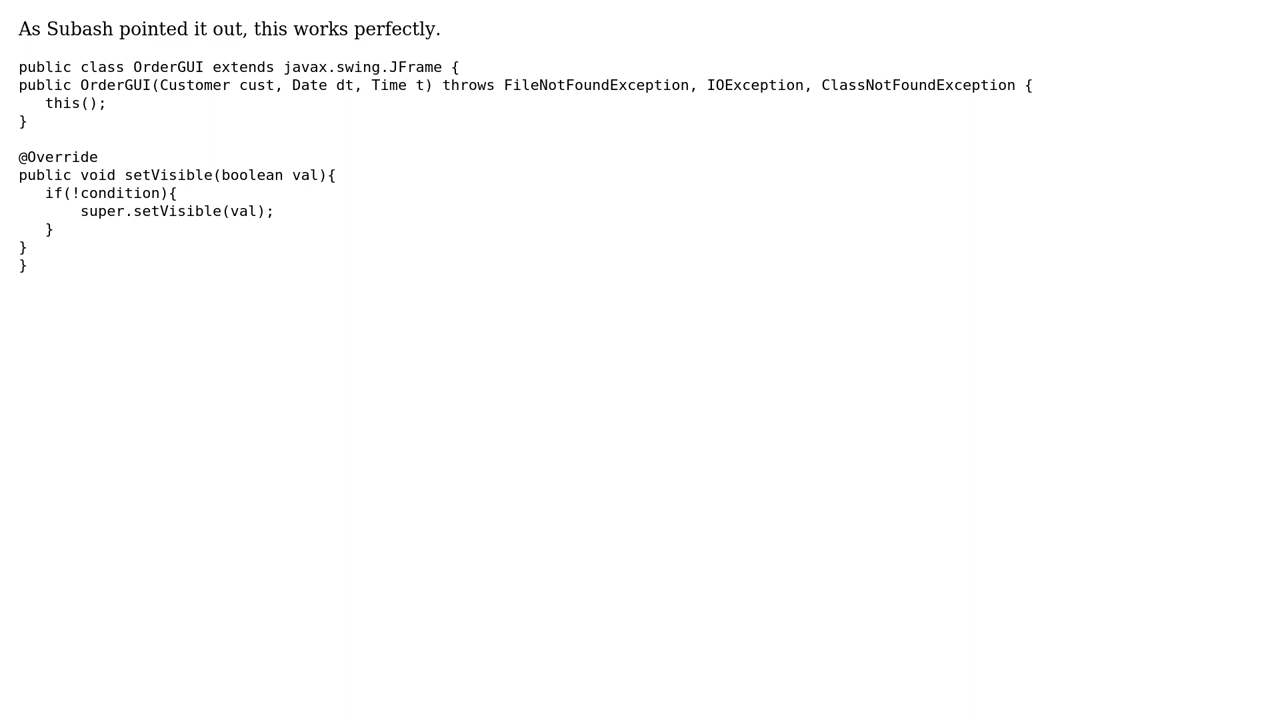 As Subash pointed it out, this works perfectly.
public class OrderGUI extends javax.swing.JFrame {
public OrderGUI(Customer cust, Date dt, Time t) throws FileNotFoundException, IOException, ClassNotFoundException {
   this();
}

@Override
public void setVisible(boolean val){
   if(!condition){
       super.setVisible(val);
   }
}
}